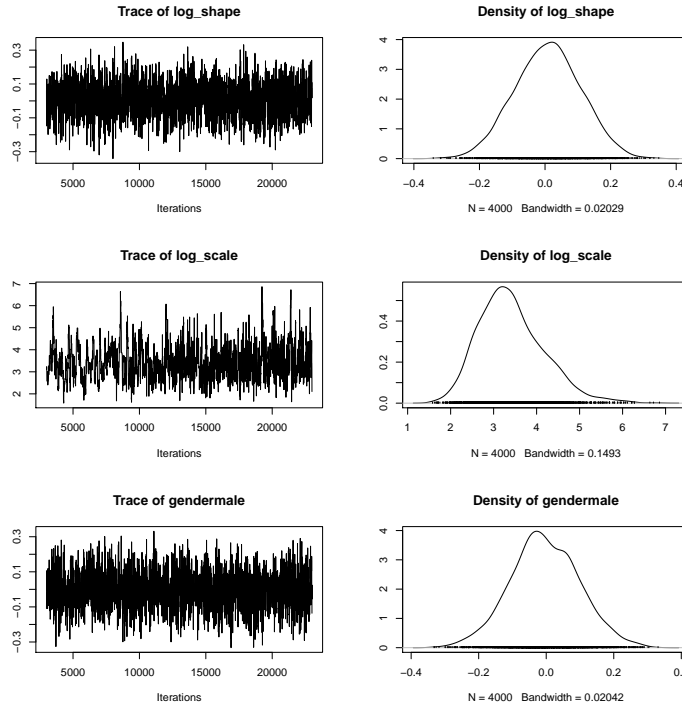 Trace of log_shape
0.3
0.1
−0.1
−0.3
5000 10000 15000 20000
Iterations
Density of log_shape
4
3
2
1
0
−0.4 −0.2 0.0 0.2 0.4
N = 4000 Bandwidth = 0.02029
Trace of log_scale
7
6
5
4
3
2
5000 10000 15000 20000
Iterations
Density of log_scale
0.4
0.2
0.0
1 2 3 4 5 6 7
N = 4000 Bandwidth = 0.1493
Trace of gendermale
0.3
0.1
−0.1
−0.3
5000 10000 15000 20000
Iterations
Density of gendermale
4
3
2
1
0
−0.4 −0.2 0.0 0.2
N = 4000 Bandwidth = 0.02042